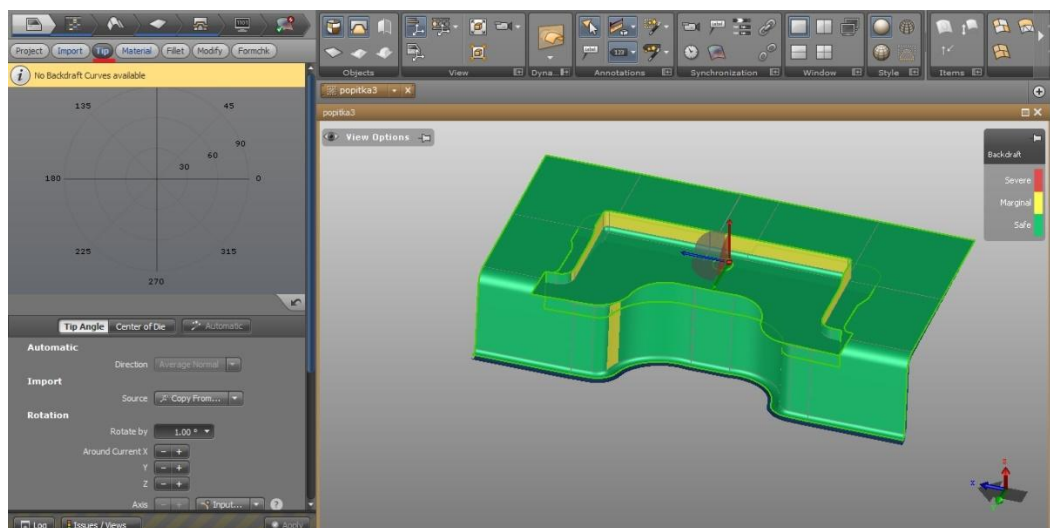 Project Import Tip Material Fillet Modify Formchk
No Backdraft Curves available
135 45
90
60
30
180 0
225 315
270
Tip Angle Center of Die Automatic
Automatic
Direction Average Normal
Import
Source Copy From...
Rotation
Rotate by 1.00 °
Around Current X - +
Y - +
Z - +
Axis - + Input... ?
Log Issues / Views Apply
Objects View Dyna... Annotations Synchronization Window Style Items
popitka3
popitka3
View Options
Backdraft
Severe
Marginal
Safe
z
x